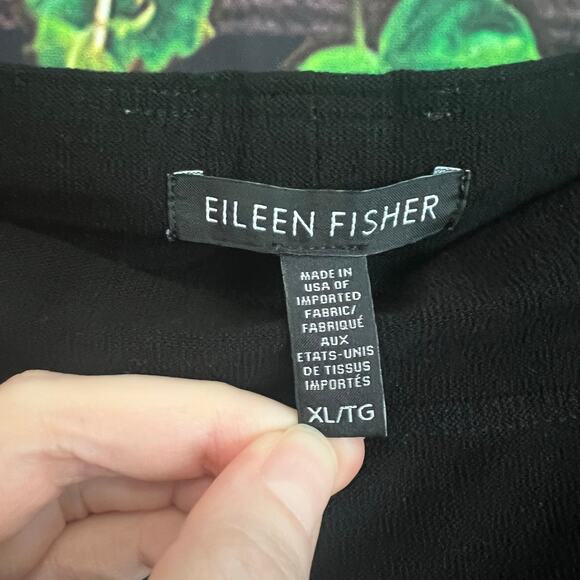 EILEEN FISHER
MADE IN
USA OF
IMPORTED
FABRIC/
FABRIQUÉ
AUX
ETATS-UNIS
DE TISSUS
IMPORTÉS
XL/TG